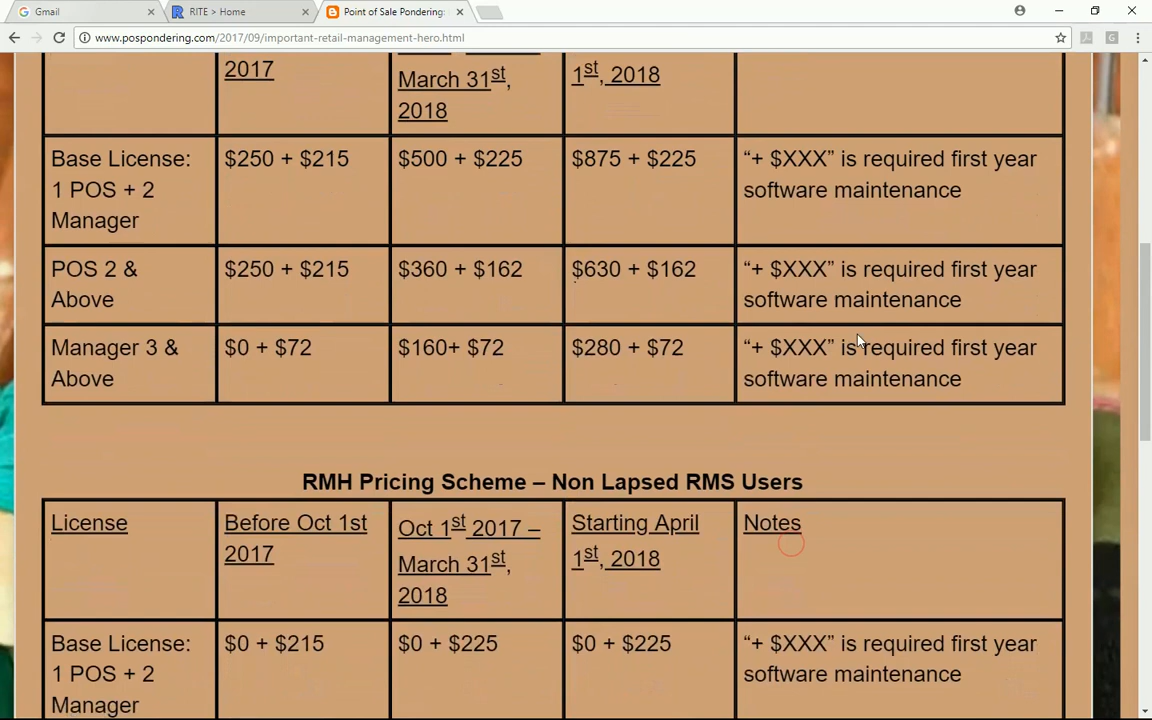 Gmail
RITE > Home
Point of Sale Pondering:
www.pospondering.com/2017/09/important-retail-management-hero.html
2017
March 31st,
2018
1st, 2018
Base License:
1 POS + 2
Manager
$250 + $215
$500 + $225
$875 + $225
“+ $XXX” is required first year
software maintenance
POS 2 &
Above
$250 + $215
$360 + $162
$630 + $162
“+ $XXX” is required first year
software maintenance
Manager 3 &
Above
$0 + $72
$160+ $72
$280 + $72
“+ $XXX” is required first year
software maintenance
RMH Pricing Scheme – Non Lapsed RMS Users
License
Before Oct 1st
2017
Oct 1st 2017 –
March 31st,
2018
Starting April
1st, 2018
Notes
Base License:
1 POS + 2
Manager
$0 + $215
$0 + $225
$0 + $225
“+ $XXX” is required first year
software maintenance